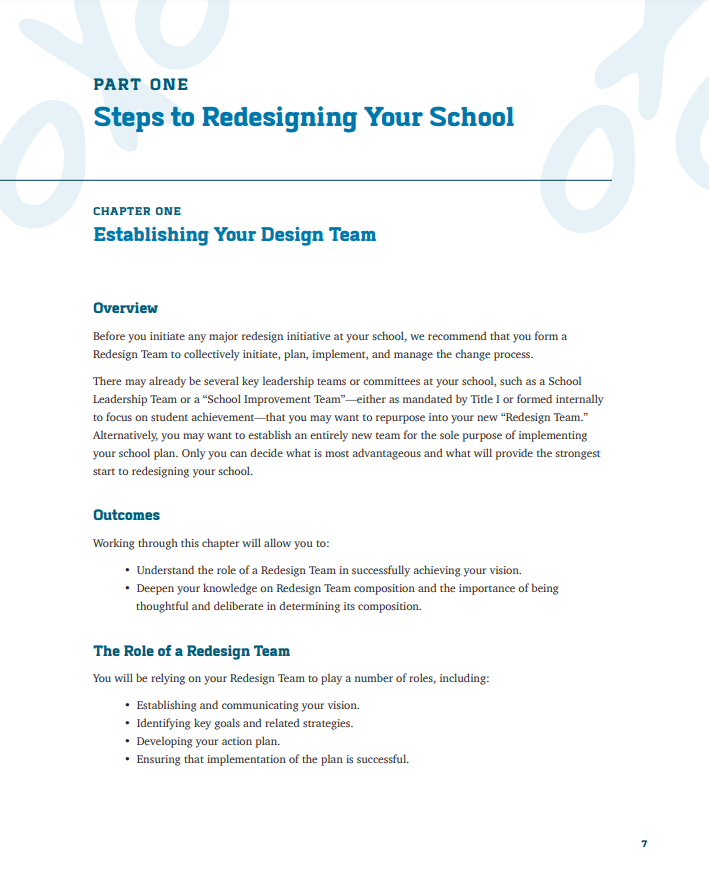 PART ONE
Steps to Redesigning Your School
CHAPTER ONE
Establishing Your Design Team
Overview
Before you initiate any major redesign initiative at your school, we recommend that you form a
Redesign Team to collectively initiate, plan, implement, and manage the change process.
There may already be several key leadership teams or committees at your school, such as a School
Leadership Team or a “School Improvement Team”—either as mandated by Title I or formed internally
to focus on student achievement—that you may want to repurpose into your new “Redesign Team.”
Alternatively, you may want to establish an entirely new team for the sole purpose of implementing
your school plan. Only you can decide what is most advantageous and what will provide the strongest
start to redesigning your school.
Outcomes
Working through this chapter will allow you to:
• Understand the role of a Redesign Team in successfully achieving your vision.
• Deepen your knowledge on Redesign Team composition and the importance of being
thoughtful and deliberate in determining its composition.
The Role of a Redesign Team
You will be relying on your Redesign Team to play a number of roles, including:
• Establishing and communicating your vision.
• Identifying key goals and related strategies.
• Developing your action plan.
• Ensuring that implementation of the plan is successful.
7